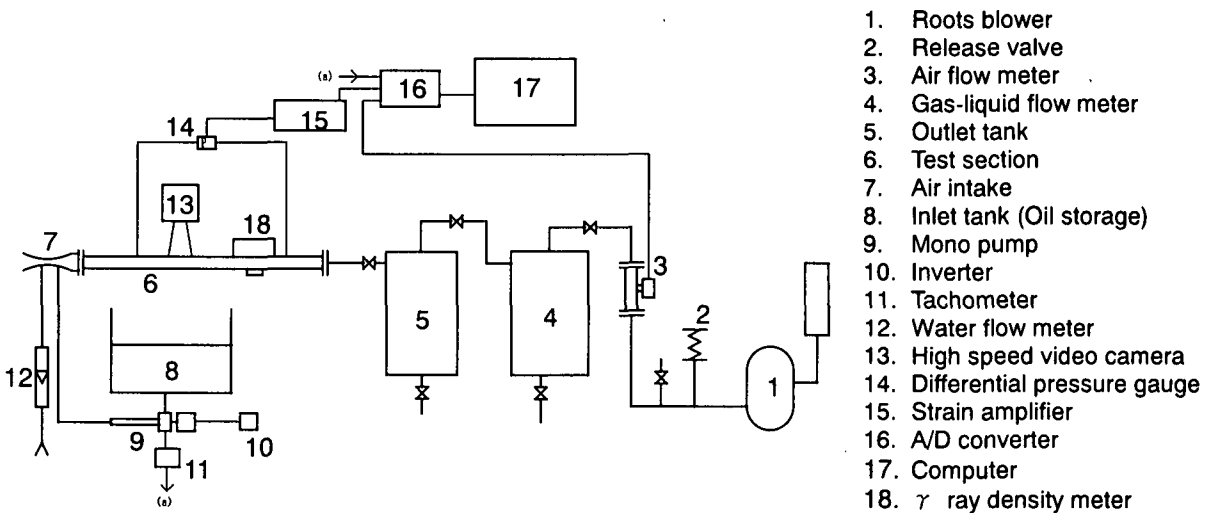 (a)
16
17
15
14
13
18
7
6
5
4
3
2
1
8
12
9
10
11
(a)
1. Roots blower
2. Release valve
3. Air flow meter
4. Gas-liquid flow meter
5. Outlet tank
6. Test section
7. Air intake
8. Inlet tank (Oil storage)
9. Mono pump
10. Inverter
11. Tachometer
12. Water flow meter
13. High speed video camera
14. Differential pressure gauge
15. Strain amplifier
16. A/D converter
17. Computer
18. γ ray density meter